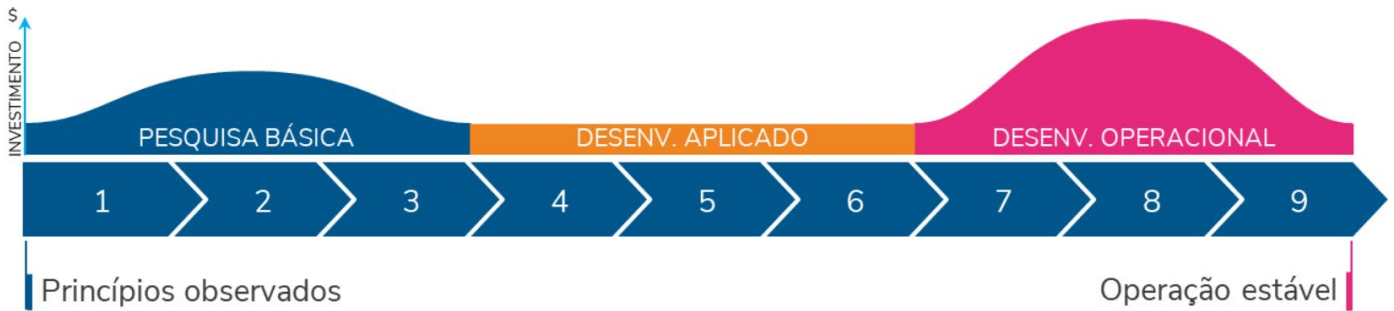 $
INVESTIMENTO
PESQUISA BÁSICA
DESENV. APLICADO
DESENV. OPERACIONAL
1 2 3 4 5 6 7 8 9
Princípios observados
Operação estável